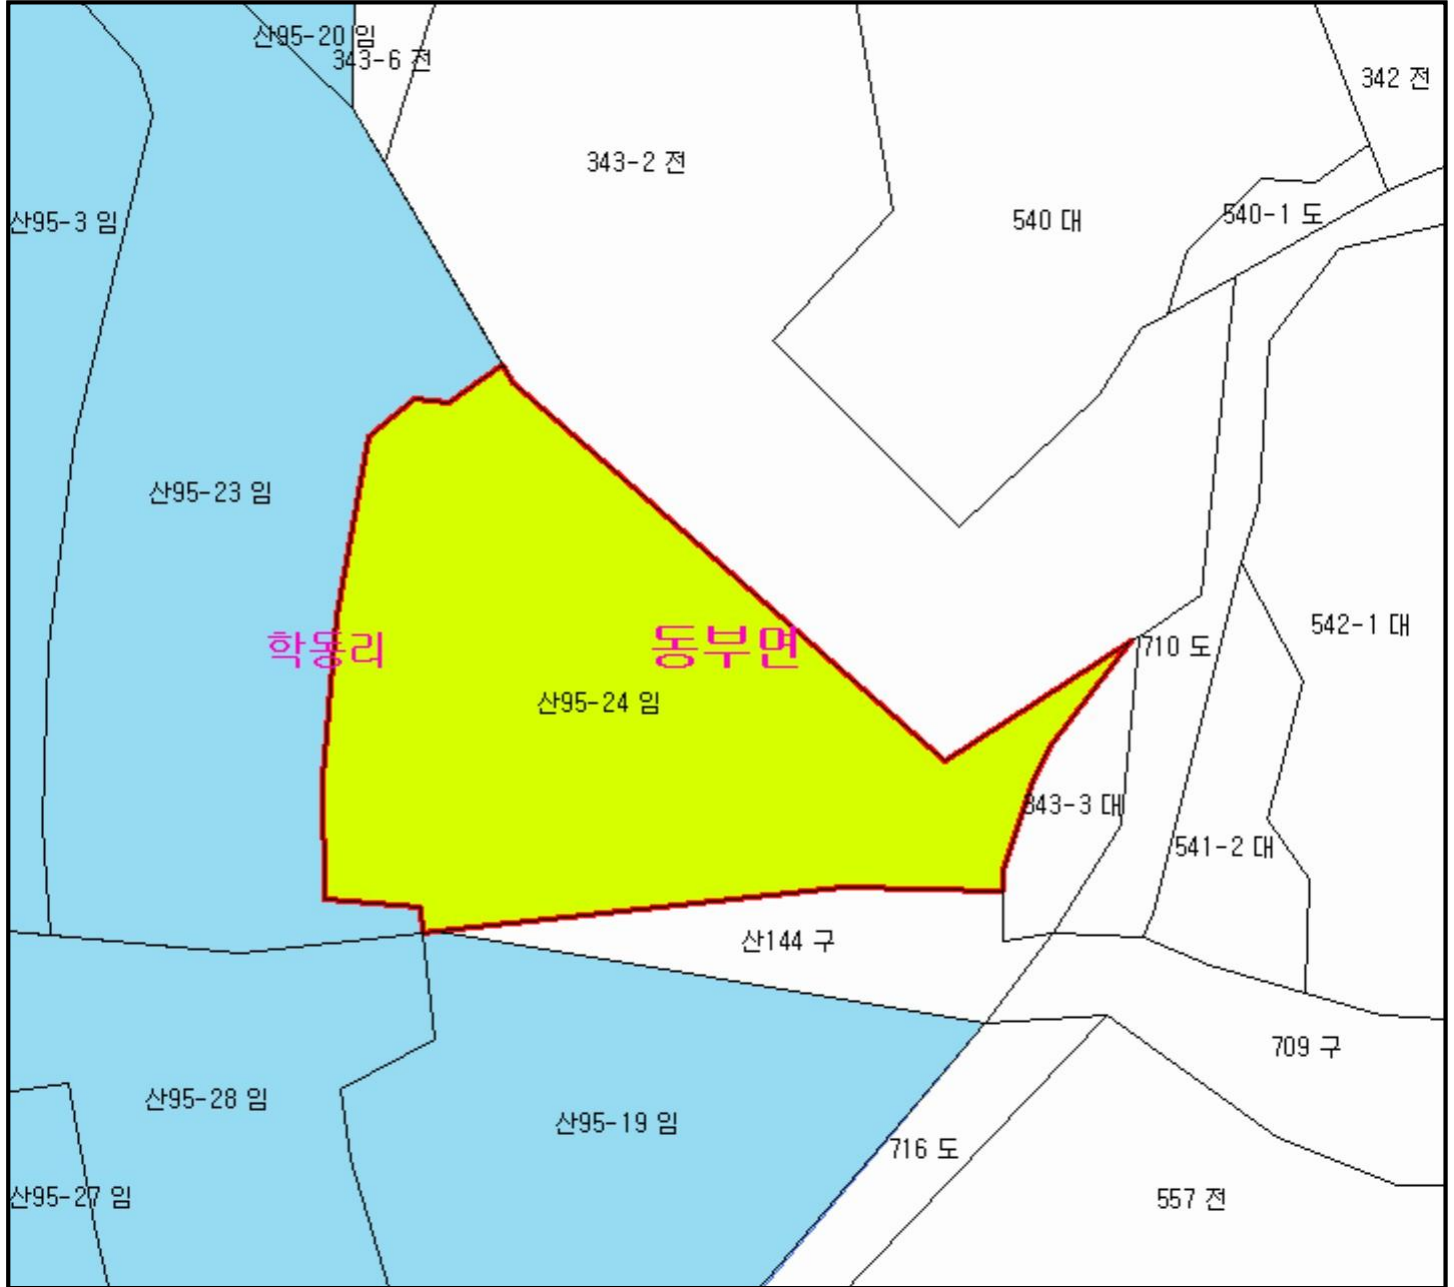 산95-20 임
343-6 전
342 전
343-2 전
산95-3 임
540 대
540-1 도
산95-23 임
542-1 대
학동리
동부면
710 도
산95-24 임
343-3 대
541-2 대
산144 구
709 구
산95-28 임
산95-19 임
716 도
산95-27 임
557 전